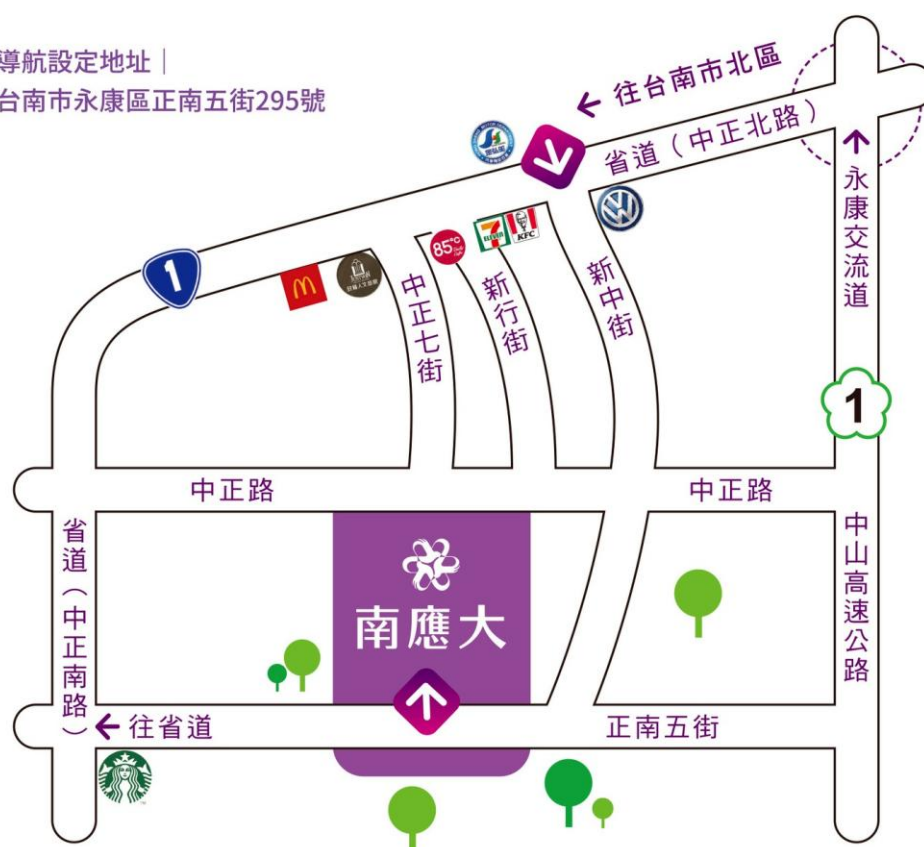 導航設定地址｜
台南市永康區正南五街295號
← 往台南市北區
省道（中正北路）
永康交流道
1
85°C
7
ELEVEN
KFC
中正七街
新行街
新中街
1
中正路
中正路
省道（中正南路）
南應大
中山高速公路
← 往省道
正南五街